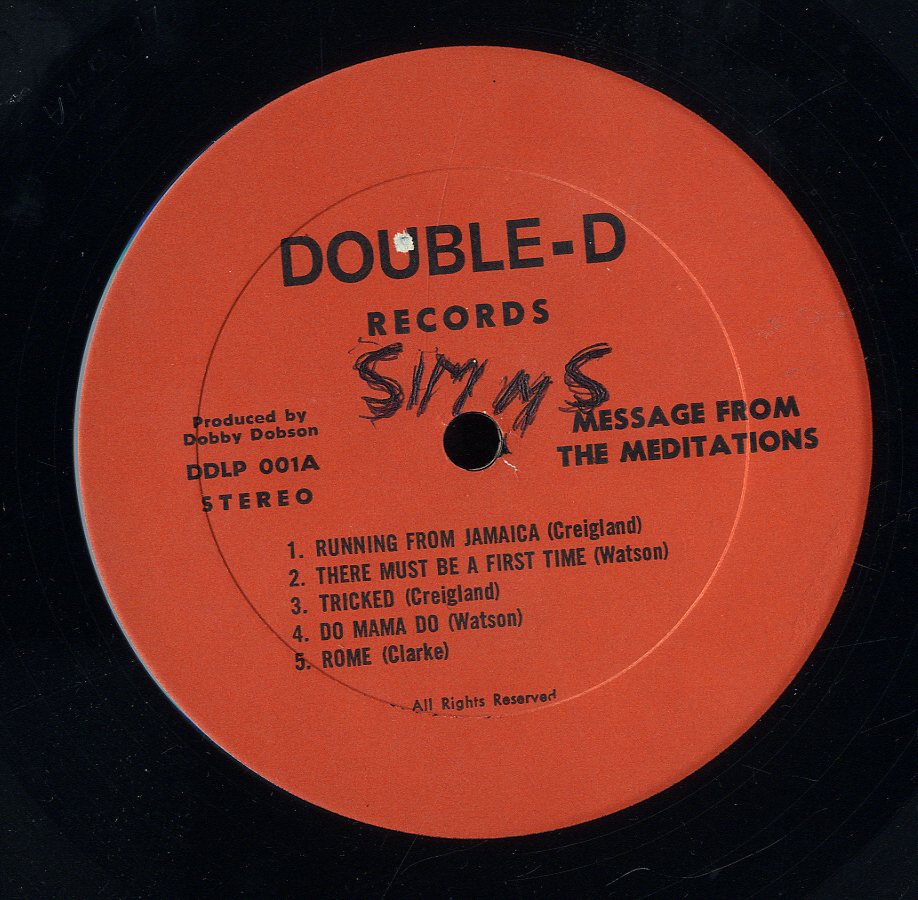 DOUBLE-D
RECORDS
SIMMS
Produced by
Dobby Dobson
DDLP 001A
STEREO
MESSAGE FROM
THE MEDITATIONS
1. RUNNING FROM JAMAICA (Creigland)
2. THERE MUST BE A FIRST TIME (Watson)
3. TRICKED (Creigland)
4. DO MAMA DO (Watson)
5. ROME (Clarke)
All Rights Reserved